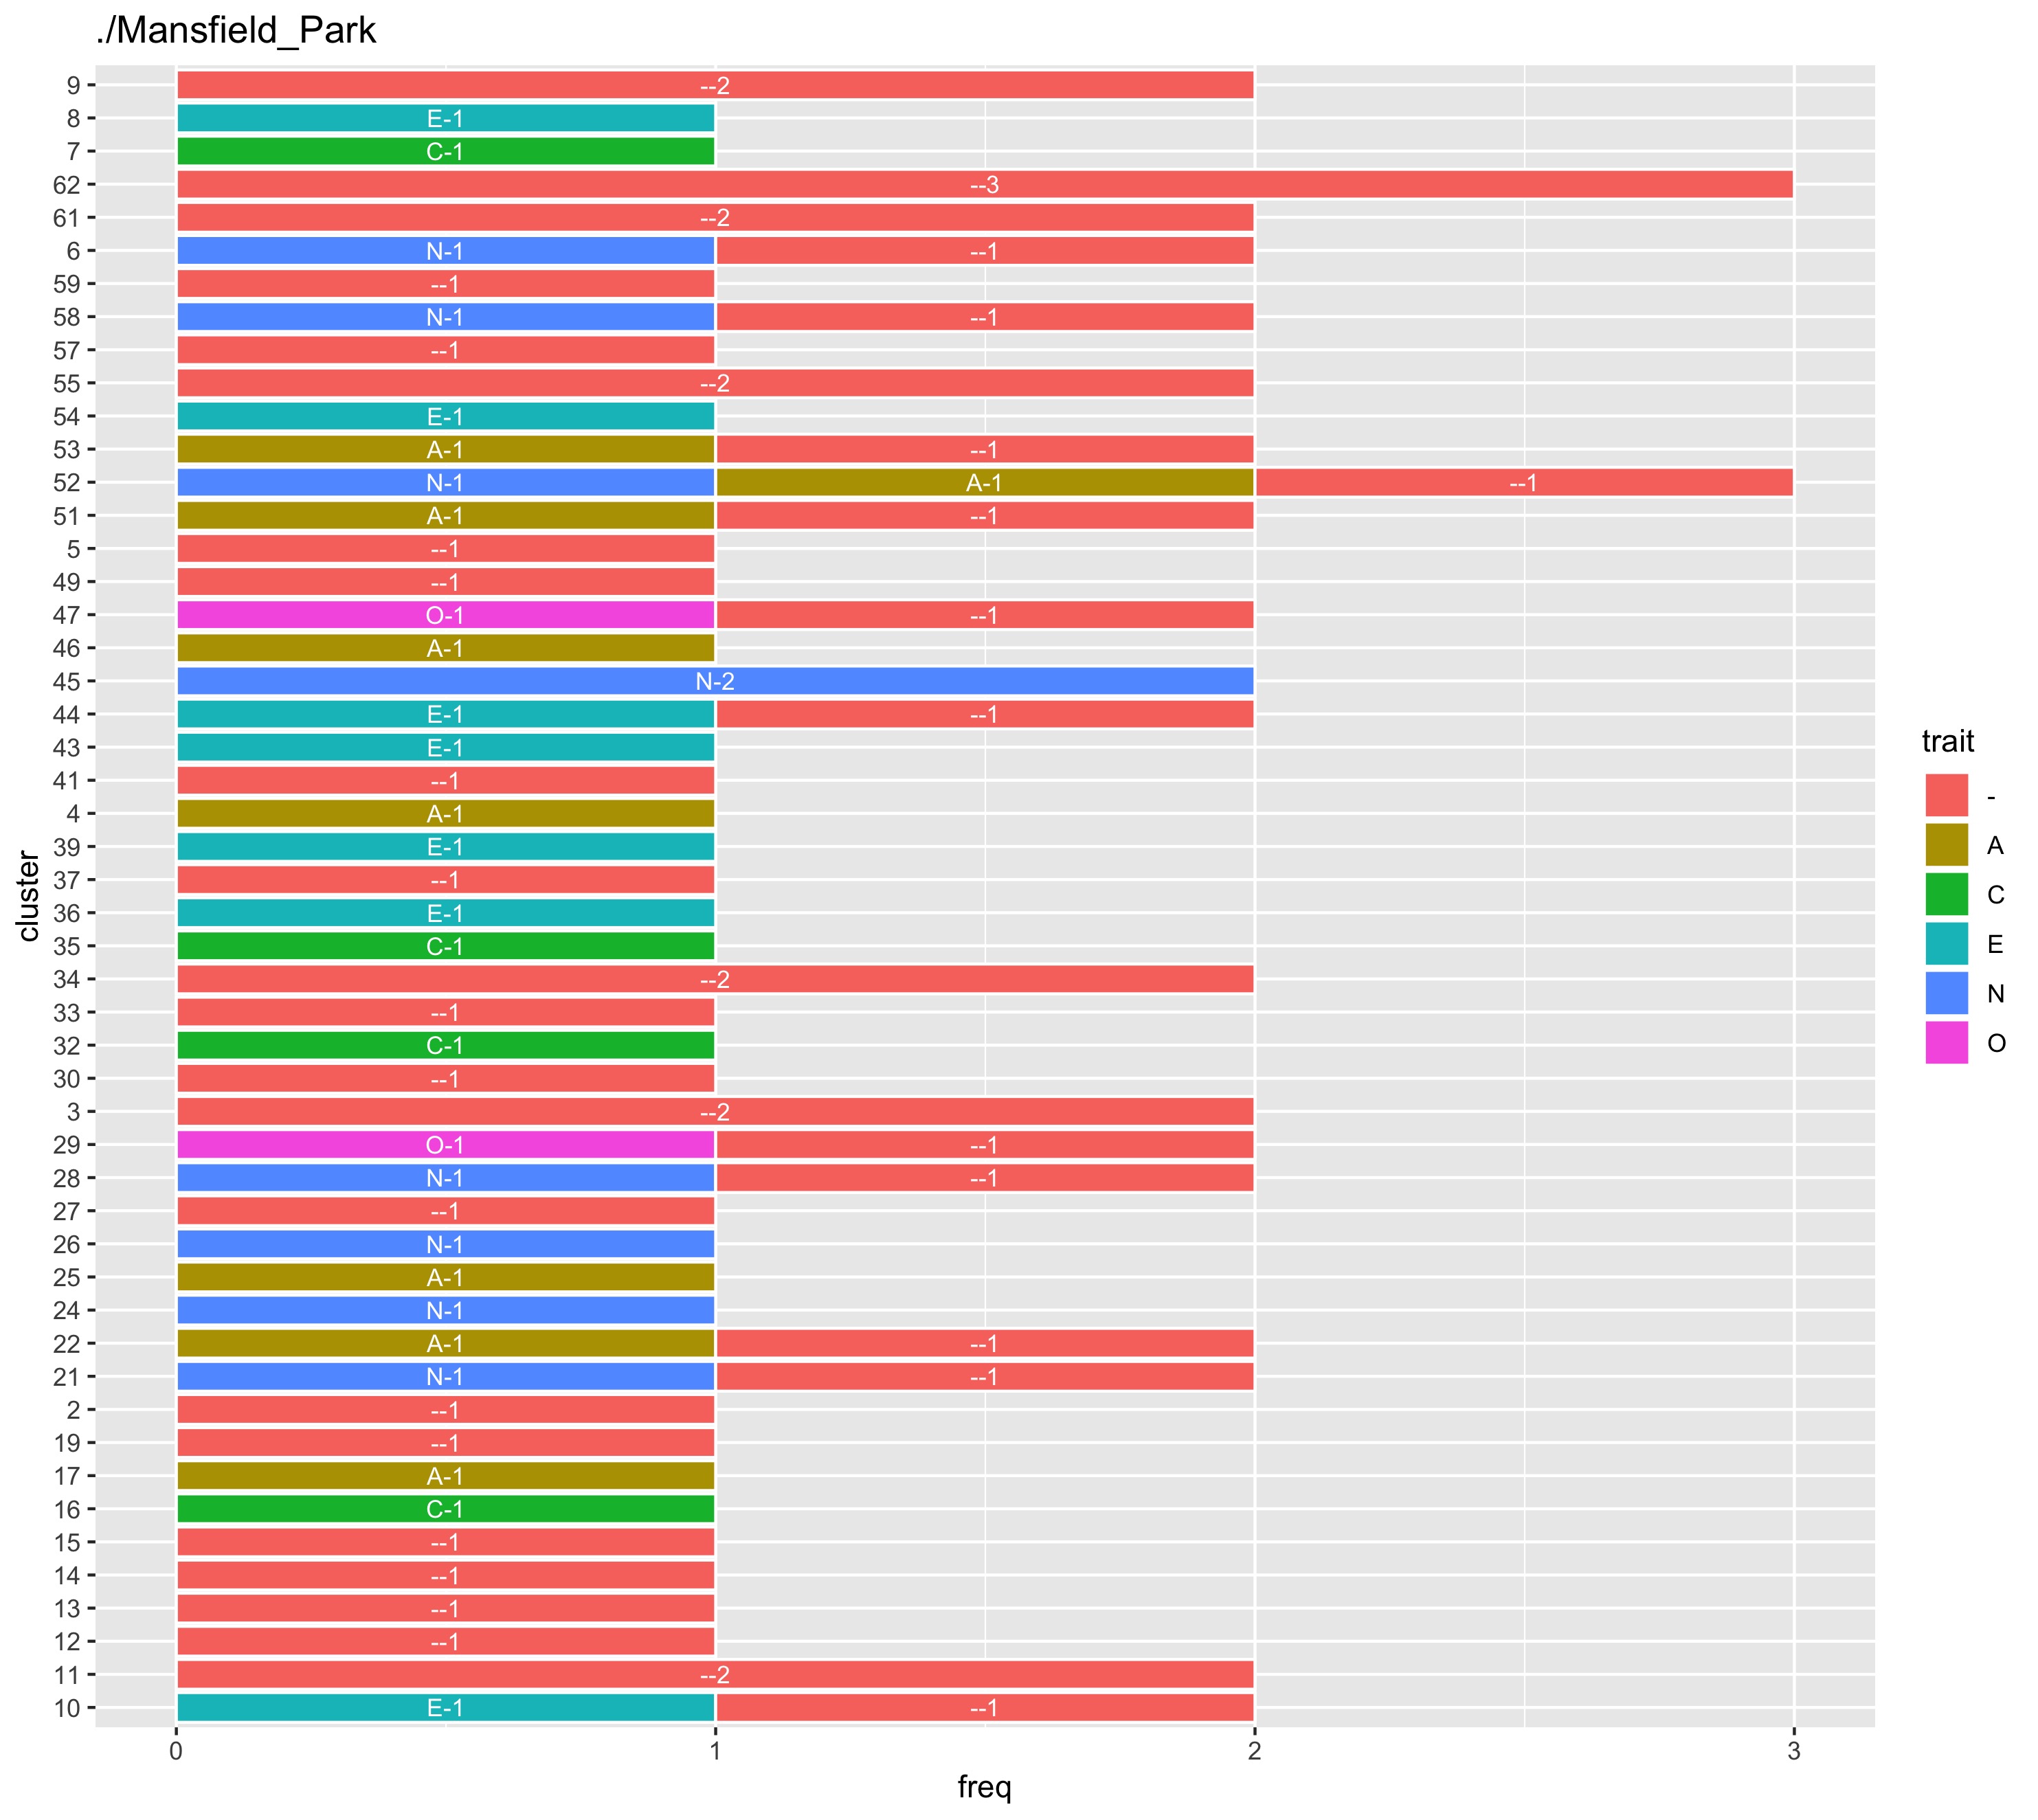 ./Mansfield_Park
9 --2
8 E-1
7 C-1
62 --3
61 --2
6 N-1 --1
59 --1
58 N-1 --1
57 --1
55 --2
54 E-1
53 A-1 --1
52 N-1 A-1 --1
51 A-1 --1
5 --1
49 --1
47 O-1 --1
46 A-1
45 N-2
44 E-1 --1
43 E-1
41 --1
4 A-1
39 E-1
37 --1
36 E-1
35 C-1
34 --2
33 --1
32 C-1
30 --1
3 --2
29 O-1 --1
28 N-1 --1
27 --1
26 N-1
25 A-1
24 N-1
22 A-1 --1
21 N-1 --1
2 --1
19 --1
17 A-1
16 C-1
15 --1
14 --1
13 --1
12 --1
11 --2
10 E-1 --1
0 1 2 3
freq
cluster
trait
-
A
C
E
N
O